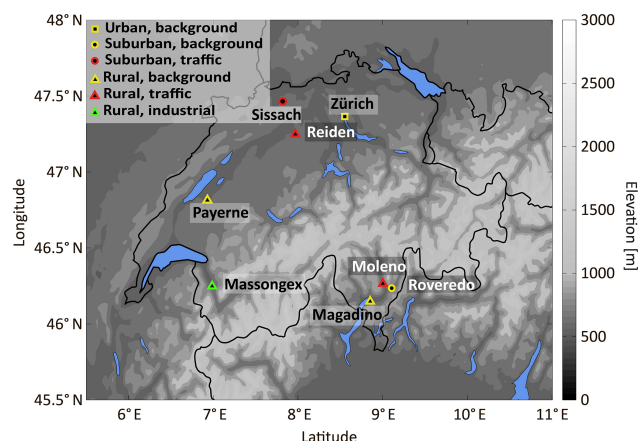 48° N
47.5°
47°
46.5°
46°
45.5°
Longitude
Urban, background
Suburban, background
Suburban, traffic
Rural, background
Rural, traffic
Rural, industrial
Zürich
Sissach
Reiden
Payerne
Massongex
Moleno
Roveredo
Magadino
6° E
7° E
8° E
9° E
10° E
11° E
Latitude
3000
2500
2000
1500
1000
500
0
Elevation [m]